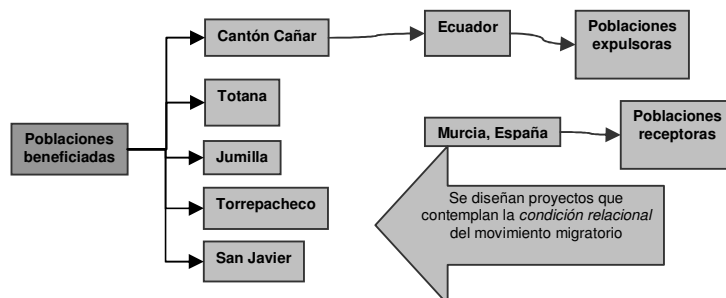 Poblaciones
beneficiadas
Cantón Cañar
Ecuador
Poblaciones
expulsoras
Totana
Jumilla
Torrepacheco
San Javier
Murcia, España
Poblaciones
receptoras
Se diseñan proyectos que
contemplan la condición relacional
del movimiento migratorio